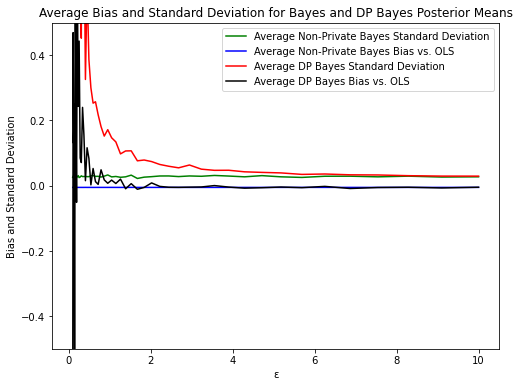 Average Bias and Standard Deviation for Bayes and DP Bayes Posterior Means
Average Non-Private Bayes Standard Deviation
Average Non-Private Bayes Bias vs. OLS
Average DP Bayes Standard Deviation
Average DP Bayes Bias vs. OLS
Bias and Standard Deviation
0.4
0.2
0.0
−0.2
−0.4
0
2
4
6
8
10
ε